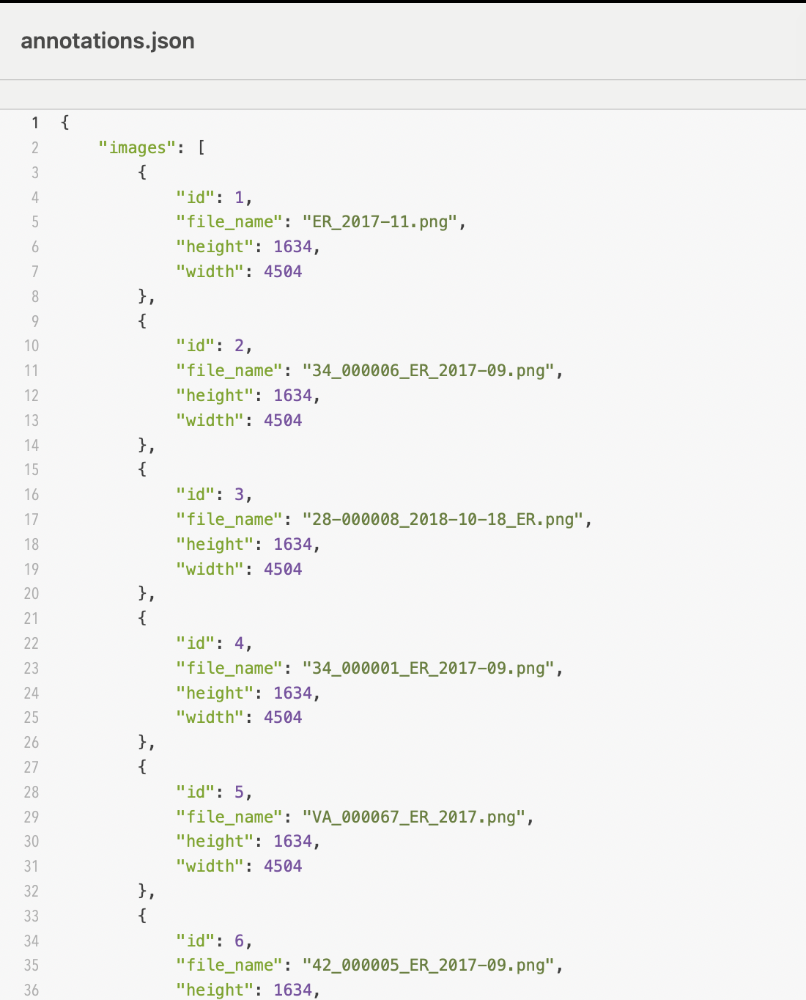 annotations.json
1 {
2 "images": [
3 {
4 "id": 1,
5 "file_name": "ER_2017-11.png",
6 "height": 1634,
7 "width": 4504
8 },
9 {
10 "id": 2,
11 "file_name": "34_000006_ER_2017-09.png",
12 "height": 1634,
13 "width": 4504
14 },
15 {
16 "id": 3,
17 "file_name": "28-000008_2018-10-18_ER.png",
18 "height": 1634,
19 "width": 4504
20 },
21 {
22 "id": 4,
23 "file_name": "34_000001_ER_2017-09.png",
24 "height": 1634,
25 "width": 4504
26 },
27 {
28 "id": 5,
29 "file_name": "VA_000067_ER_2017.png",
30 "height": 1634,
31 "width": 4504
32 },
33 {
34 "id": 6,
35 "file_name": "42_000005_ER_2017-09.png",
36 "height": 1634,